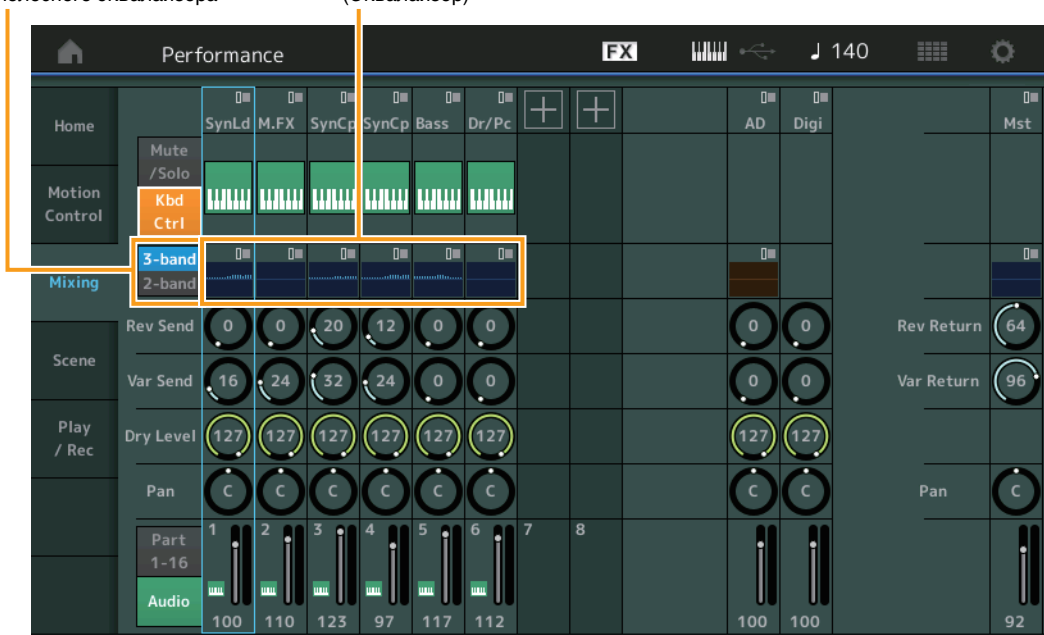 (Эквалайзер)
Performance
FX
140
SynLd M.FX SynCp SynCp Bass Dr/Pc AD Digi Mst
Home
Mute
/Solo
Motion
Control
Kbd
Ctrl
Mixing
3-band
2-band
Rev Send 0 0 20 12 0 0 0 0 Rev Return 64
Scene
Var Send 16 24 32 24 0 0 0 0 Var Return 96
Play
/ Rec
Dry Level 127 127 127 127 127 127 127 127
Pan C C C C C C C C Pan C
1 2 3 4 5 6 7 8
Part
1-16
Audio
100 110 123 97 117 112 100 100 92